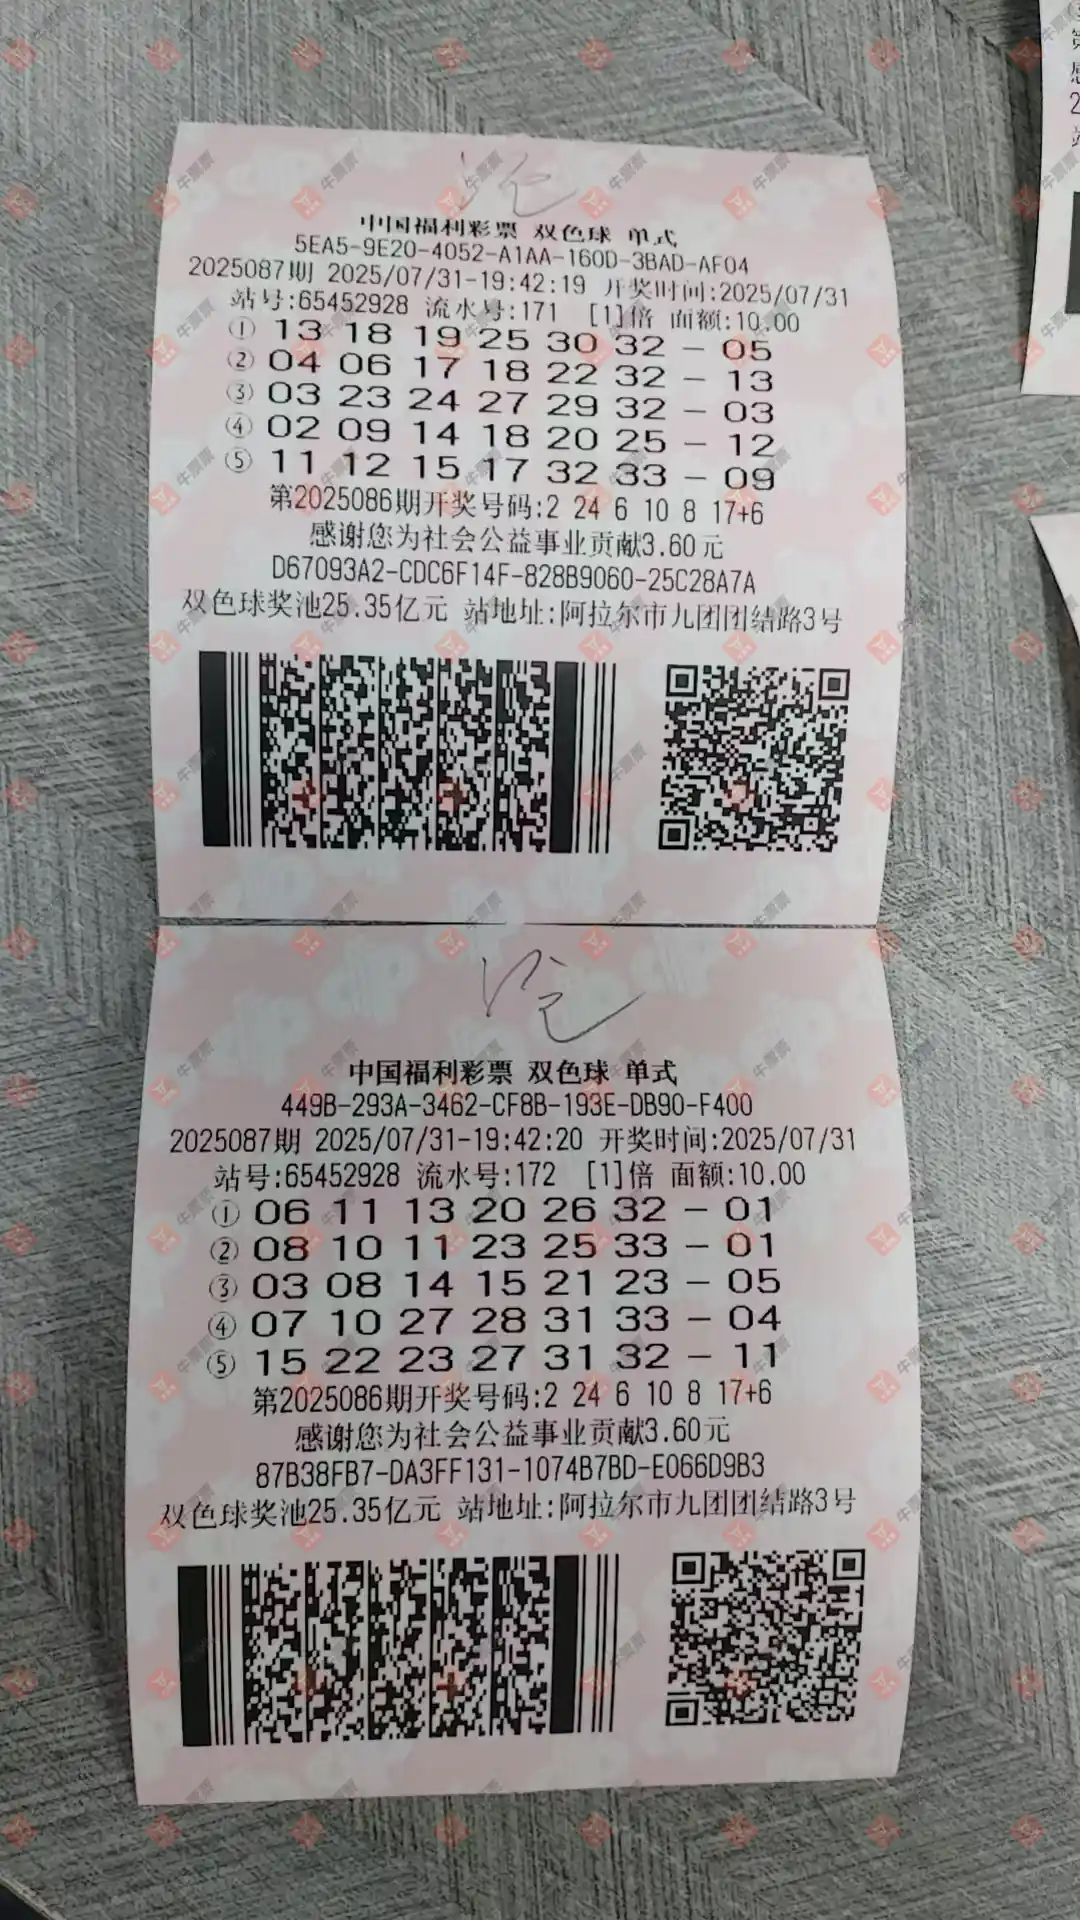 中国福利彩票 双色球 单式
5EA5-9E20-4052-A1AA-160D-3BAD-AF04
2025087期 2025/07/31-19:42:19 开奖时间:2025/07/31
站号:65452928 流水号:171 [1]倍 面额:10.00
① 13 18 19 25 30 32 - 05
② 04 06 17 18 22 32 - 13
③ 03 23 24 27 29 32 - 03
④ 02 09 14 18 20 25 - 12
⑤ 11 12 15 17 32 33 - 09
第2025086期开奖号码:2 24 6 10 8 17+6
感谢您为社会公益事业贡献3.60元
D67093A2-CDC6F14F-828B9060-25C28A7A
双色球奖池25.35亿元 站地址:阿拉尔市九团团结路3号
中国福利彩票 双色球 单式
449B-293A-3462-CF8B-193E-DB90-F400
2025087期 2025/07/31-19:42:20 开奖时间:2025/07/31
站号:65452928 流水号:172 [1]倍 面额:10.00
① 06 11 13 20 26 32 - 01
② 08 10 11 23 25 33 - 01
③ 03 08 14 15 21 23 - 05
④ 07 10 27 28 31 33 - 04
⑤ 15 22 23 27 31 32 - 11
第2025086期开奖号码:2 24 6 10 8 17+6
感谢您为社会公益事业贡献3.60元
87B38FB7-DA3FF131-1074B7BD-E066D9B3
双色球奖池25.35亿元 站地址:阿拉尔市九团团结路3号
牛票票